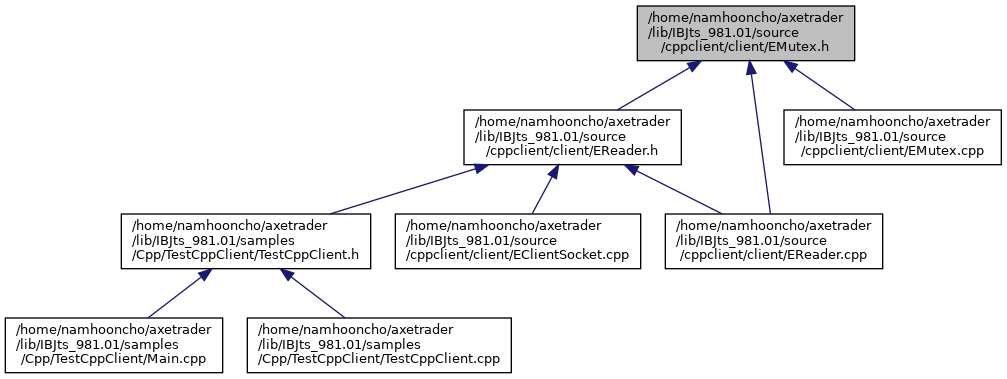 /home/namhooncho/axetrader
/lib/IBJts_981.01/source
/cppclient/client/EMutex.h
/home/namhooncho/axetrader
/lib/IBJts_981.01/source
/cppclient/client/EReader.h
/home/namhooncho/axetrader
/lib/IBJts_981.01/source
/cppclient/client/EMutex.cpp
/home/namhooncho/axetrader
/lib/IBJts_981.01/samples
/Cpp/TestCppClient/TestCppClient.h
/home/namhooncho/axetrader
/lib/IBJts_981.01/source
/cppclient/client/EClientSocket.cpp
/home/namhooncho/axetrader
/lib/IBJts_981.01/source
/cppclient/client/EReader.cpp
/home/namhooncho/axetrader
/lib/IBJts_981.01/samples
/Cpp/TestCppClient/Main.cpp
/home/namhooncho/axetrader
/lib/IBJts_981.01/samples
/Cpp/TestCppClient/TestCppClient.cpp